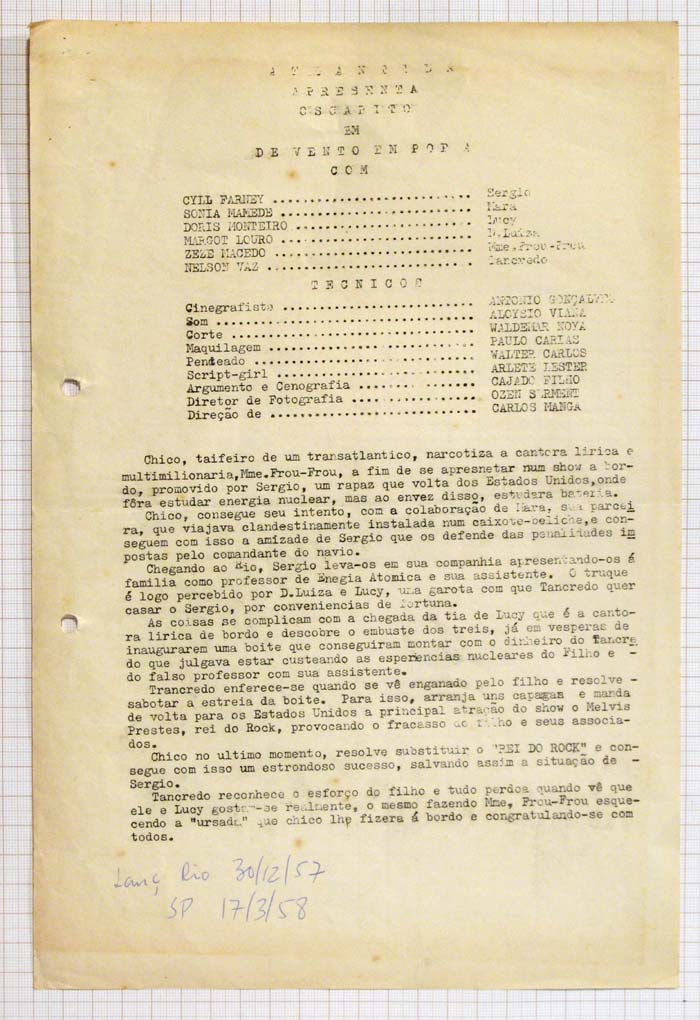 A T L A N T I D A
A P R E S E N T A
O S C A R I T O
EM
D E  V E N T O  E M  P O P A
C O M
CYLL FARNEY ............................. Sergio
SONIA MAMEDE ............................ Mara
DORIS MONTEIRO .......................... Lucy
MARGOT LOURO ............................ D.Luiza
ZEZE MACEDO ............................. Mme.Frou-Frou
NELSON VAZ .............................. Tancredo
T E C N I C O S
Cinegrafista ............................ ANTONIO GONÇALVES
Som ..................................... ALOYSIO VIANA
Corte ................................... WALDEMAR NOYA
Maquilagem .............................. PAULO CARIAS
Penteado ................................ WALTER CARLOS
Script-girl ............................. ARLETE LESTER
Argumento e Cenografia .................. CAJADO FILHO
Diretor de Fotografia ................... OZEN SERMENT
Direção de .............................. CARLOS MANGA
Chico, taifeiro de um transatlantico, narcotiza a cantora lirica e
multimilionaria,Mme.Frou-Frou, a fim de se apresnetar num show a bor-
do, promovido por Sergio, um rapaz que volta dos Estados Unidos,onde
fôra estudar energia nuclear, mas ao envez disso, estudara bateria.
Chico, consegue seu intento, com a colaboração de Mara, sua parcei
ra, que viajava clandestinamente instalada num caixote-beliche,e con-
seguem com isso a amizade de Sergio que os defende das penalidades im
postas pelo comandante do navio.
Chegando ao Rio, Sergio leva-os em sua companhia apresentando-os á
familia como professor de Enegia Atomica e sua assistente. O truque
é logo percebido por D.Luiza e Lucy, uma garota com que Tancredo quer
casar o Sergio, por conveniencias de fortuna.
As coisas se complicam com a chegada da tia de Lucy que é a canto-
ra lirica de bordo e descobre o embuste dos treis, já em vesperas de
inaugurarem uma boite que conseguiram montar com o dinheiro do Tancre
do que julgava estar custeando as esperiencias nucleares do Filho e -
do falso professor com sua assistente.
Trancredo enferece-se quando se vê enganado pelo filho e resolve -
sabotar a estreia da boite. Para isso, arranja uns capagas e manda
de volta para os Estados Unidos a principal atração do show o Melvis
Prestes, rei do Rock, provocando o fracasso do filho e seus associa-
dos.
Chico no ultimo momento, resolve substituir o "REI DO ROCK" e con-
segue com isso um estrondoso sucesso, salvando assim a situação de -
Sergio.
Tancredo reconhece o esforço do filho e tudo perdoa quando vê que
ele e Lucy gostam-se realmente, o mesmo fazendo Mme, Frou-Frou esque-
cendo a "ursada" que chico lhe fizera á bordo e congratulando-se com
todos.
Lanç Rio 30/12/57
SP 17/3/58